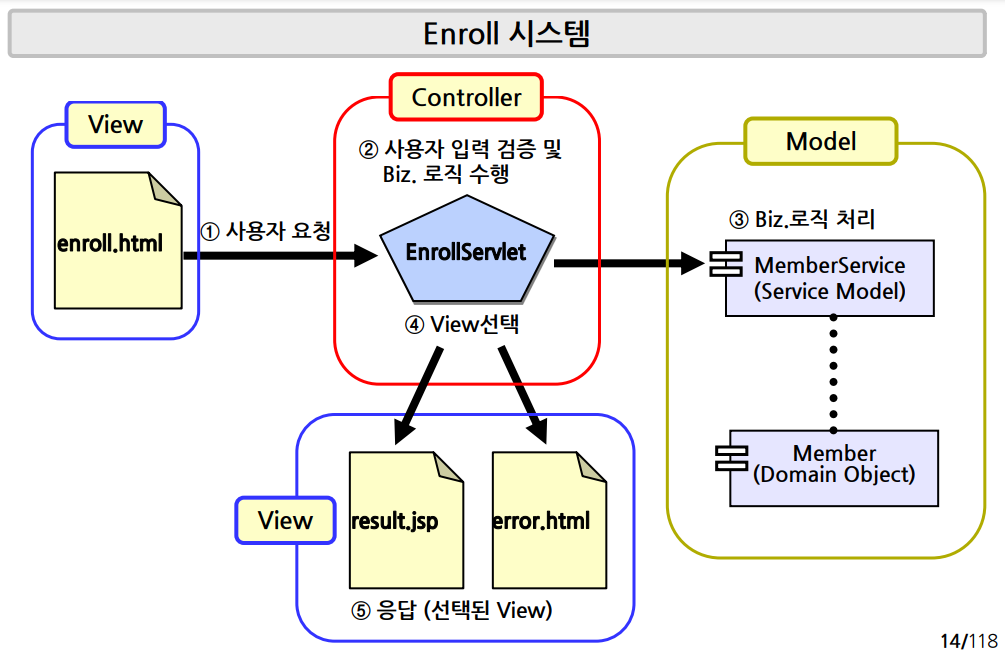 Enroll 시스템
View
enroll.html
① 사용자 요청
Controller
② 사용자 입력 검증 및
Biz. 로직 수행
EnrollServlet
④ View선택
Model
③ Biz.로직 처리
MemberService
(Service Model)
Member
(Domain Object)
View
result.jsp
error.html
⑤ 응답 (선택된 View)
14/118